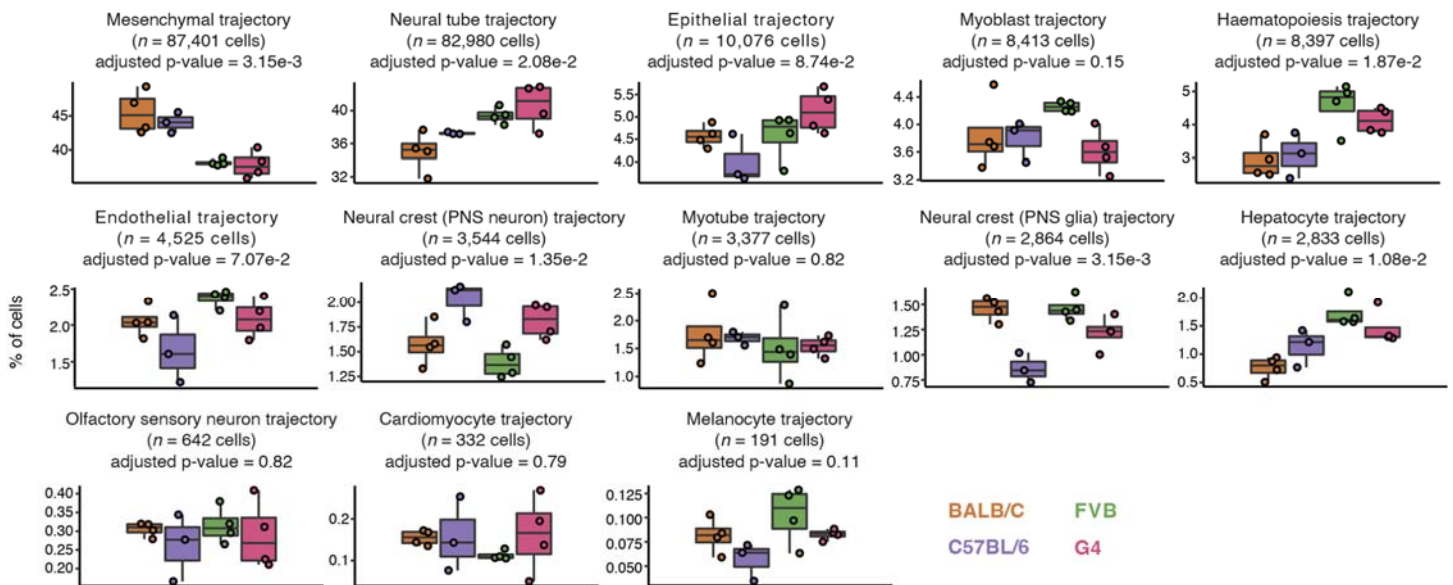 Mesenchymal trajectory
(n = 87,401 cells)
adjusted p-value = 3.15e-3
45
40
Neural tube trajectory
(n = 82,980 cells)
adjusted p-value = 2.08e-2
40
36
32
Epithelial trajectory
(n = 10,076 cells)
adjusted p-value = 8.74e-2
5.5
5.0
4.5
4.0
Myoblast trajectory
(n = 8,413 cells)
adjusted p-value = 0.15
4.4
4.0
3.6
3.2
Haematopoiesis trajectory
(n = 8,397 cells)
adjusted p-value = 1.87e-2
5
4
3
% of cells
Endothelial trajectory
(n = 4,525 cells)
adjusted p-value = 7.07e-2
2.5
2.0
1.5
Neural crest (PNS neuron) trajectory
(n = 3,544 cells)
adjusted p-value = 1.35e-2
2.00
1.75
1.50
1.25
Myotube trajectory
(n = 3,377 cells)
adjusted p-value = 0.82
2.5
2.0
1.5
1.0
Neural crest (PNS glia) trajectory
(n = 2,864 cells)
adjusted p-value = 3.15e-3
1.50
1.25
1.00
0.75
Hepatocyte trajectory
(n = 2,833 cells)
adjusted p-value = 1.08e-2
2.0
1.5
1.0
0.5
Olfactory sensory neuron trajectory
(n = 642 cells)
adjusted p-value = 0.82
0.40
0.35
0.30
0.25
0.20
Cardiomyocyte trajectory
(n = 332 cells)
adjusted p-value = 0.79
0.2
0.1
Melanocyte trajectory
(n = 191 cells)
adjusted p-value = 0.11
0.125
0.100
0.075
0.050
BALB/C FVB
C57BL/6 G4